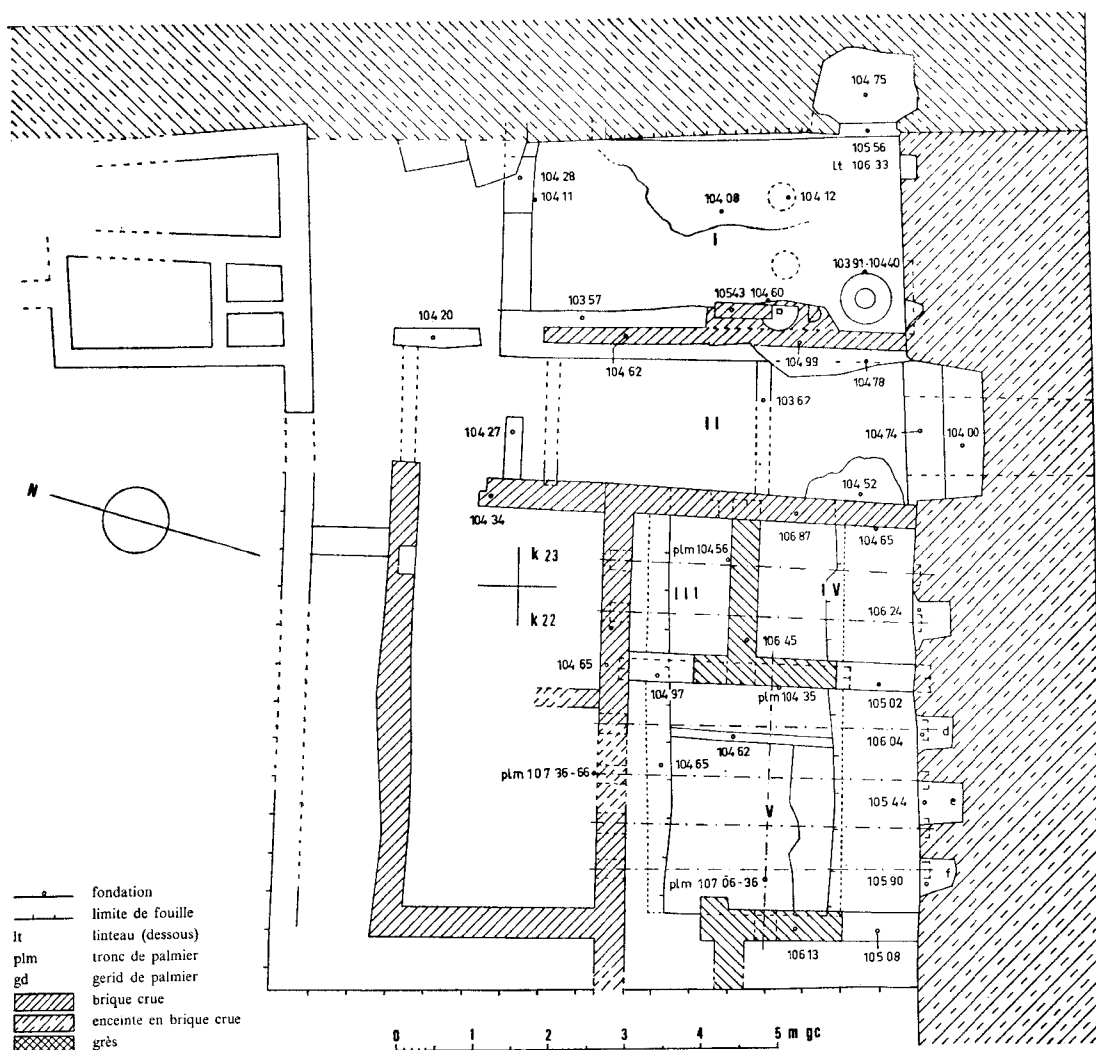 104 75
105 56
lt 106 33
104 28
104 11
104 08
104 12
I
103 91-104 40
103 57
105 43
104 60
104 20
104 62
104 99
104 78
103 67
104 27
II
104 74
104 00
N
104 52
104 34
106 87
104 65
k 23
plm 104 56
III
IV
k 22
106 24
106 45
104 65
104 97
plm 104 35
105 02
104 62
106 04
d
104 65
plm 107 36-66
105 44
e
V
plm 107 06-36
105 90
f
fondation
limite de fouille
lt linteau (dessous)
plm tronc de palmier
gd gerid de palmier
brique crue
enceinte en brique crue
grès
106 13
105 08
0 1 2 3 4 5 m gc